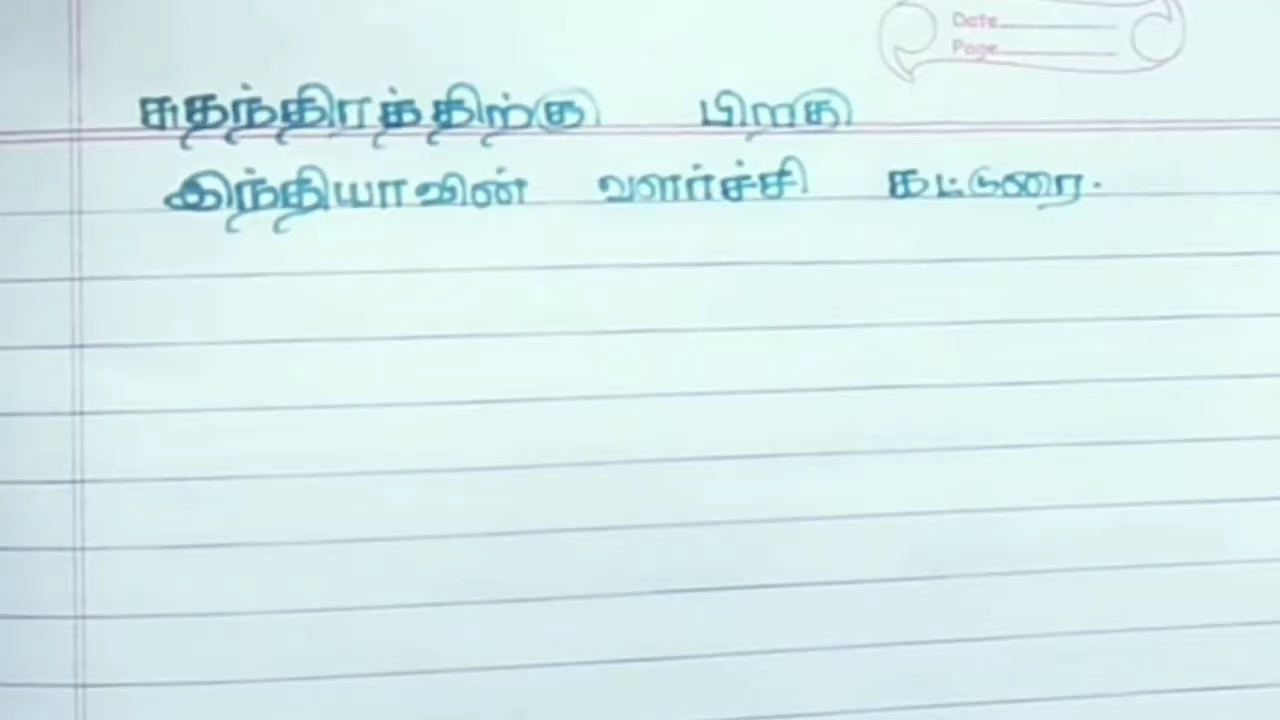 Date
Page
சுதந்திரத்திற்கு பிறகு
இந்தியாவின் வளர்ச்சி கட்டுரை.